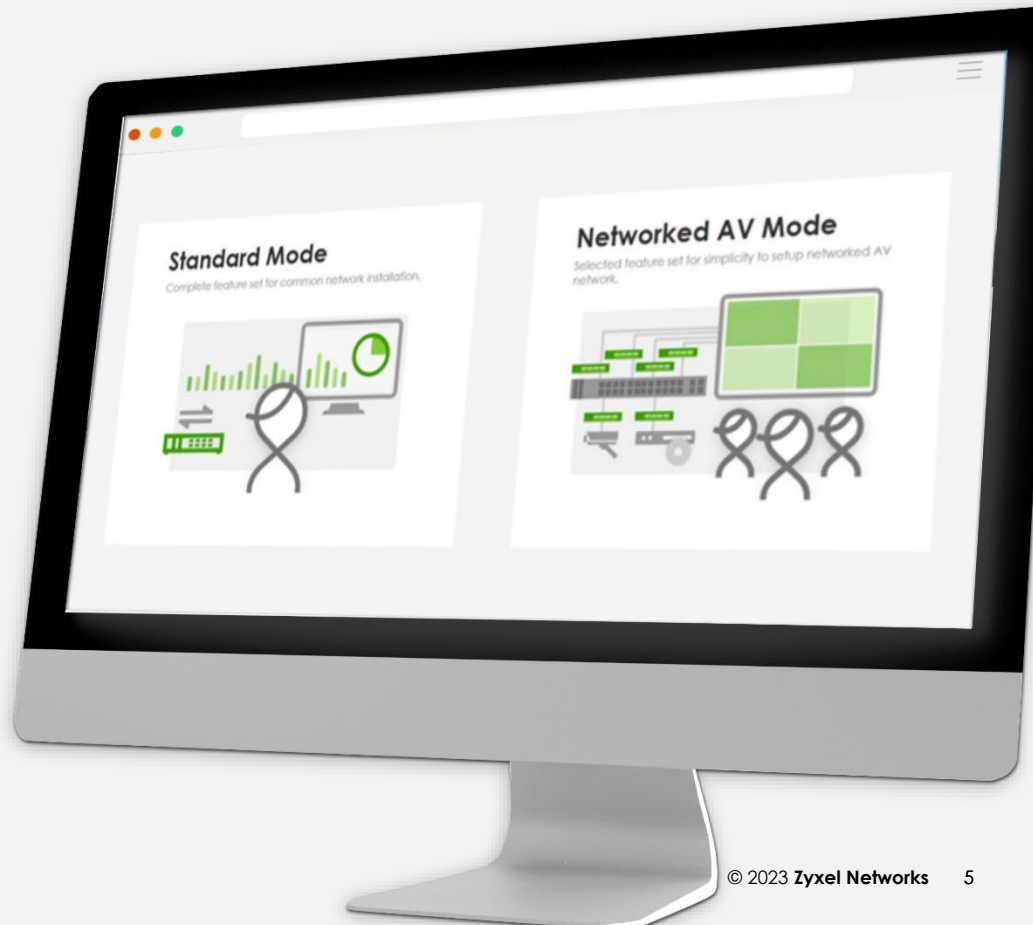 Standard Mode
Complete feature set for common network installation.
Networked AV Mode
Selected feature set for simplicity to setup networked AV
network.
© 2023 Zyxel Networks 5